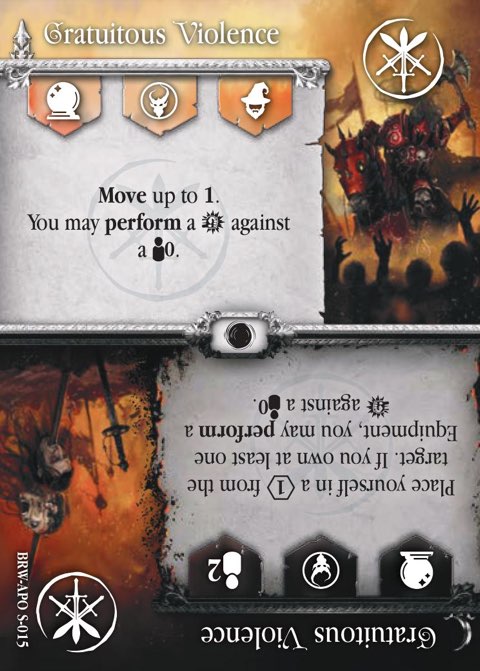 Gratuitous Violence
Move up to 1.
You may perform a against
a 0.
Gratuitous Violence
2
Place yourself in a 1 from the
target. If you own at least one
Equipment, you may perform a
against a 0.
BRW-APO S-015